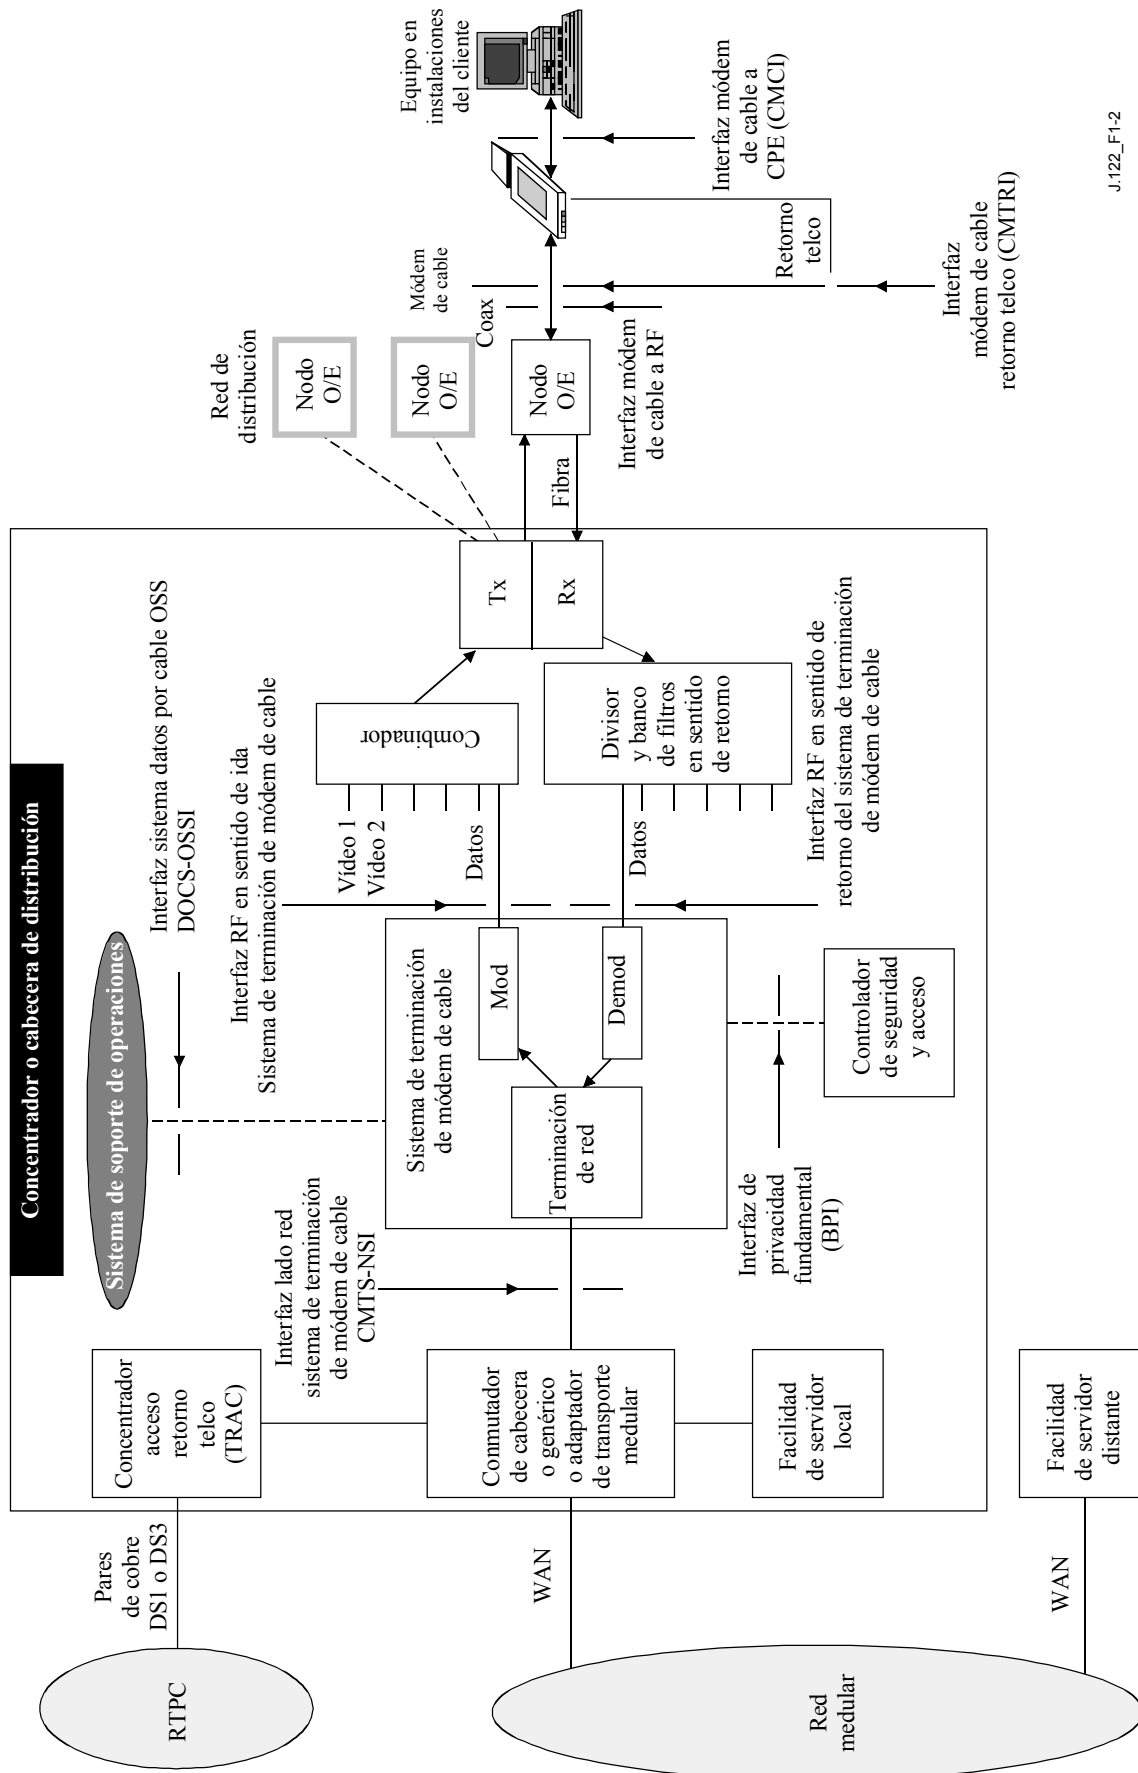 Concentrador o cabecera de distribución
Sistema de soporte de operaciones
Interfaz sistema datos por cable OSS
DOCS-OSSI
Interfaz RF en sentido de ida
Sistema de terminación de módem de cable
Pares
de cobre
DS1 o DS3
RTPC
Concentrador
acceso
retorno
telco
(TRAC)
Interfaz lado red
sistema de terminación
de módem de cable
CMTS-NSI
Sistema de terminación
de módem de cable
Mod
Demod
Terminación
de red
Vídeo 1
Vídeo 2
Datos
Datos
Combinador
Tx
Rx
Divisor
y banco
de filtros
en sentido
de retorno
Red de
distribución
Nodo
O/E
Nodo
O/E
Nodo
O/E
Fibra
Coax
Módem
de cable
Equipo en
instalaciones
del cliente
Interfaz módem
de cable a RF
Interfaz módem
de cable a
CPE (CMCI)
Retorno
telco
Interfaz
módem de cable
retorno telco (CMTRI)
Interfaz RF en sentido de
retorno del sistema de terminación
de módem de cable
WAN
Conmutador
de cabecera
o genérico
o adaptador
de transporte
medular
Facilidad
de servidor
local
Interfaz de
privacidad
fundamental
(BPI)
Controlador
de seguridad
y acceso
Red
medular
WAN
Facilidad
de servidor
distante
J.122_F1-2